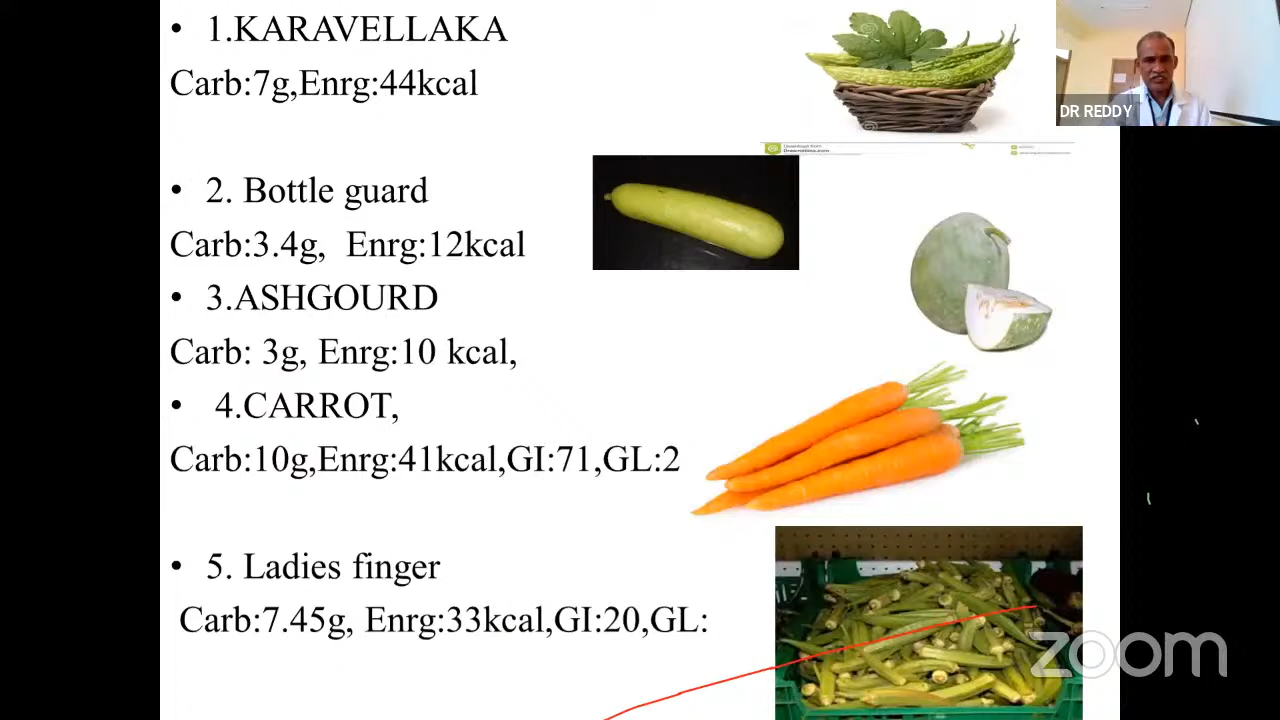 • 1.KARAVELLAKA
Carb:7g,Enrg:44kcal
DR REDDY
• 2. Bottle guard
Carb:3.4g, Enrg:12kcal
• 3.ASHGOURD
Carb: 3g, Enrg:10 kcal,
• 4.CARROT,
Carb:10g,Enrg:41kcal,GI:71,GL:2
• 5. Ladies finger
Carb:7.45g, Enrg:33kcal,GI:20,GL:
zoom